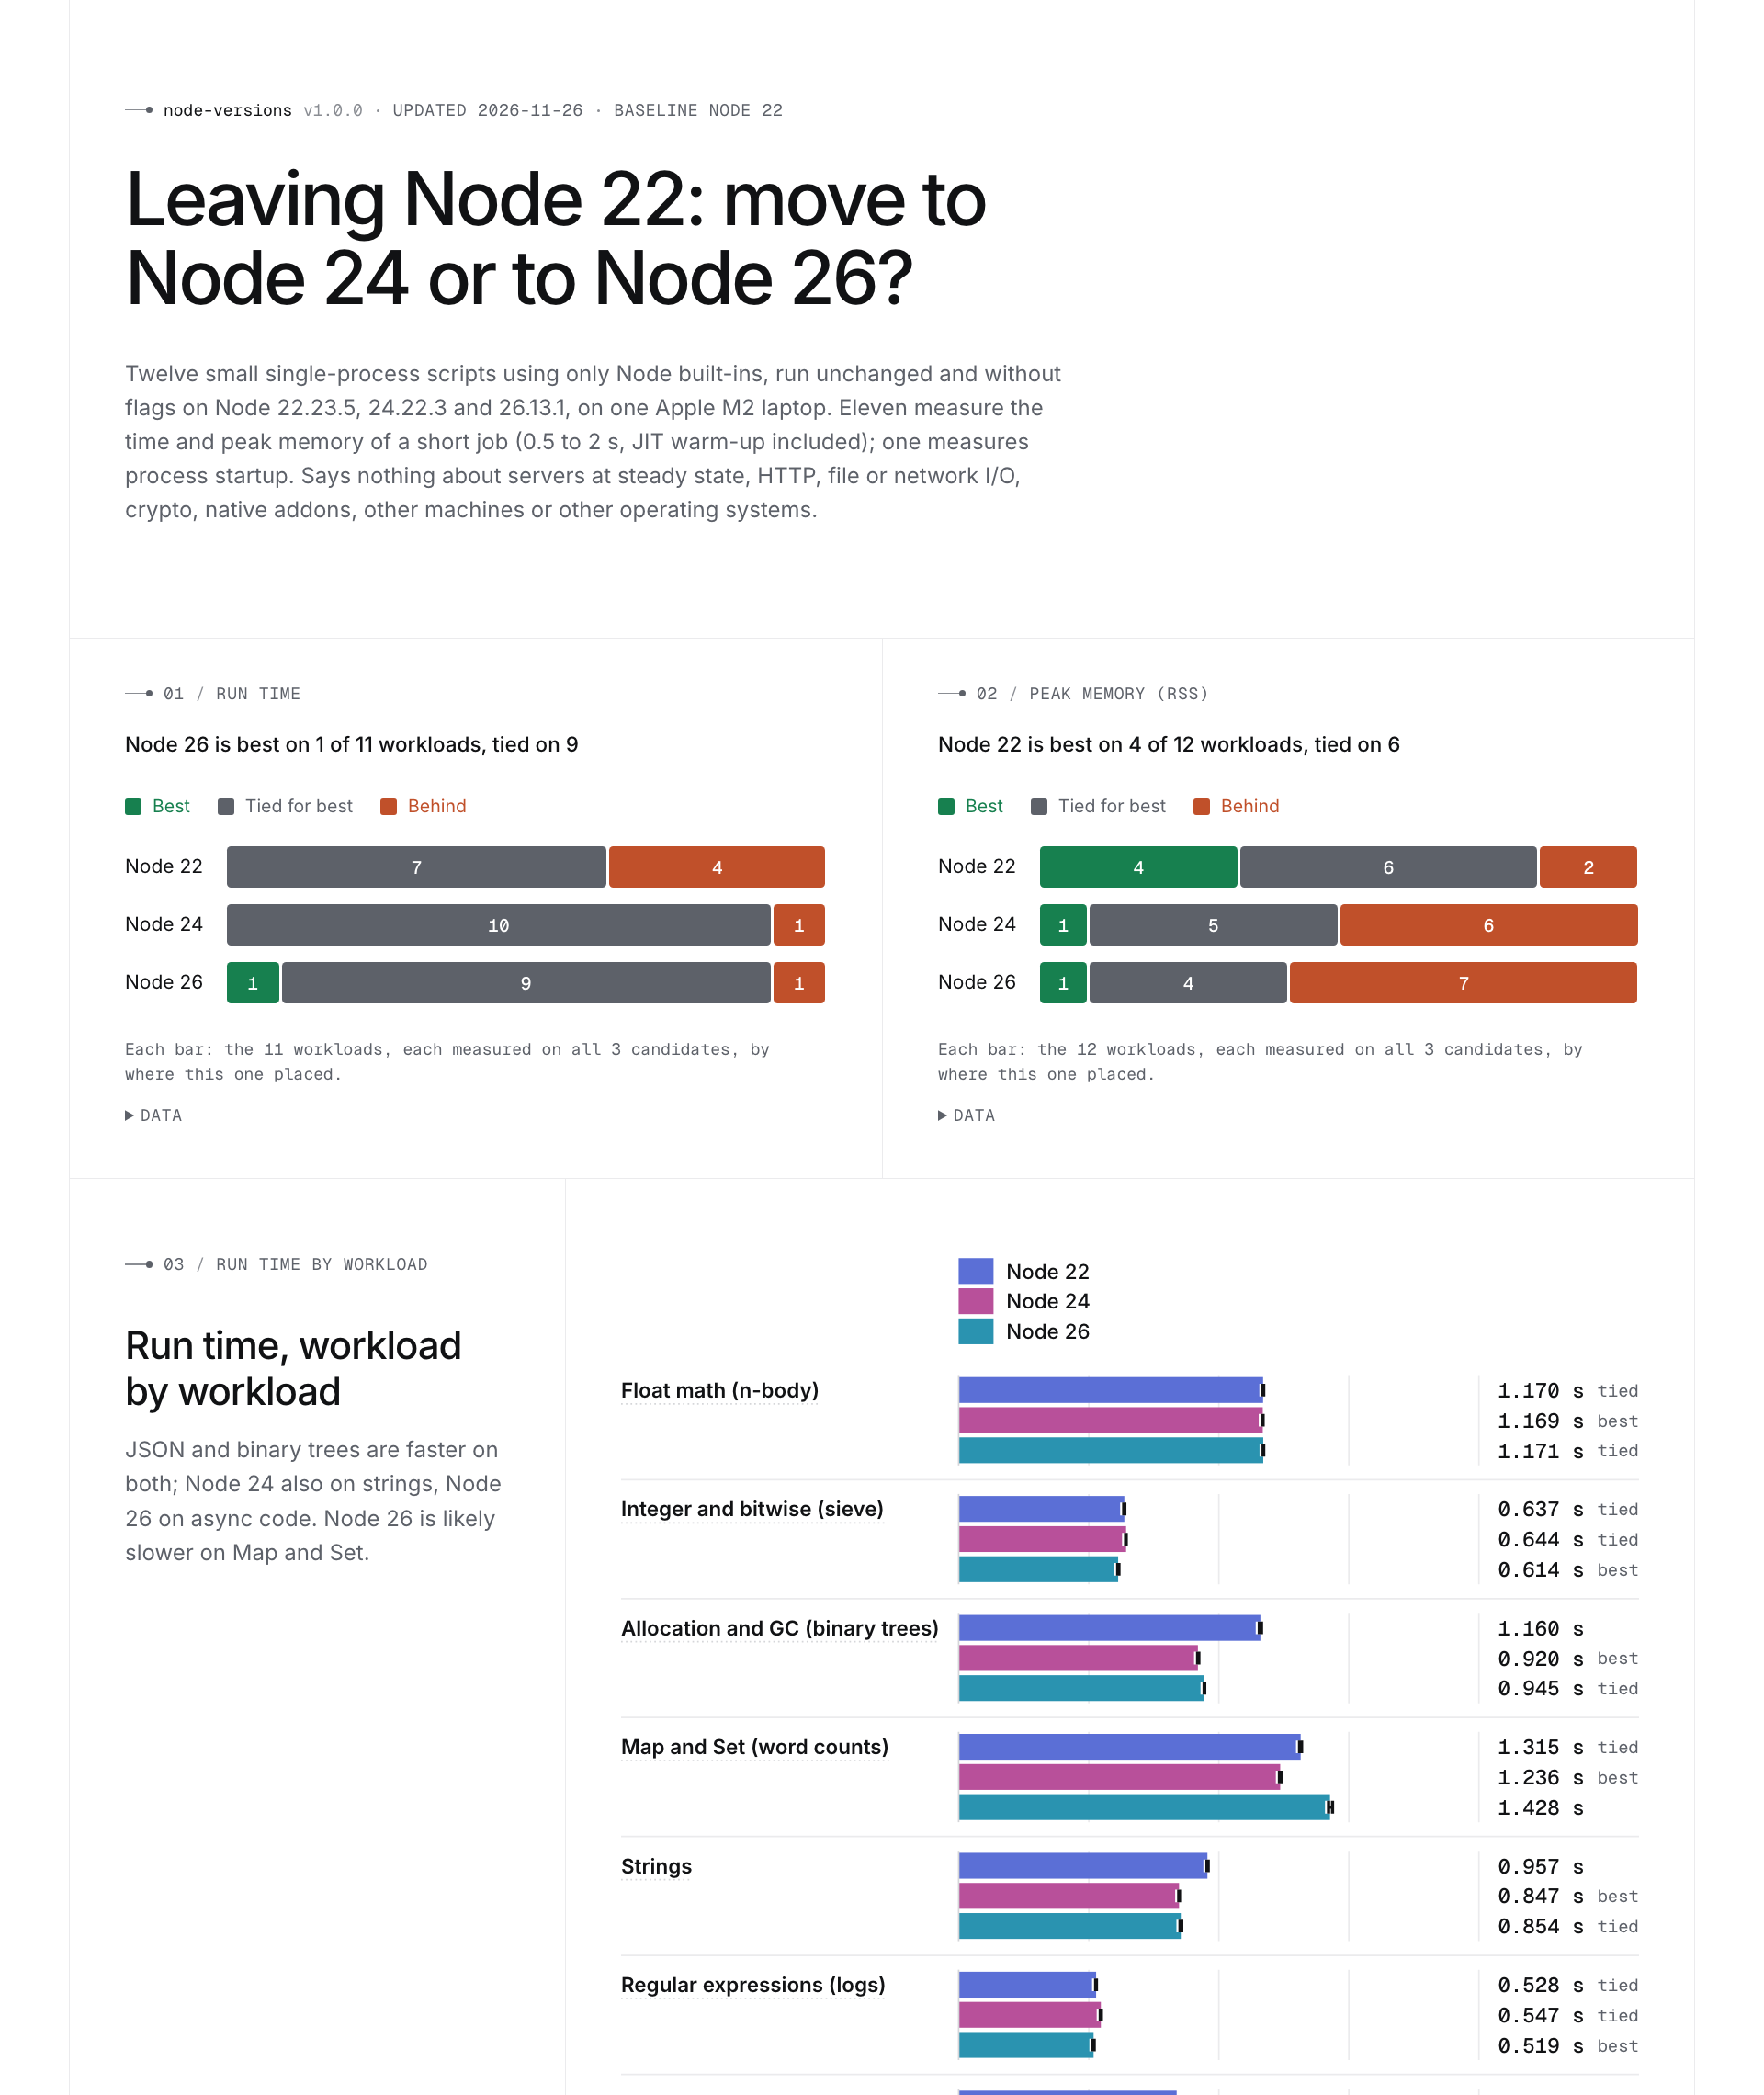 node-versions v1.0.0 · UPDATED 2026-11-26 · BASELINE NODE 22
Leaving Node 22: move to
Node 24 or to Node 26?
Twelve small single-process scripts using only Node built-ins, run unchanged and without
flags on Node 22.23.5, 24.22.3 and 26.13.1, on one Apple M2 laptop. Eleven measure the
time and peak memory of a short job (0.5 to 2 s, JIT warm-up included); one measures
process startup. Says nothing about servers at steady state, HTTP, file or network I/O,
crypto, native addons, other machines or other operating systems.
01 / RUN TIME
Node 26 is best on 1 of 11 workloads, tied on 9
Best Tied for best Behind
Node 22 7 4
Node 24 10 1
Node 26 1 9 1
Each bar: the 11 workloads, each measured on all 3 candidates, by
where this one placed.
DATA
02 / PEAK MEMORY (RSS)
Node 22 is best on 4 of 12 workloads, tied on 6
Best Tied for best Behind
Node 22 4 6 2
Node 24 1 5 6
Node 26 1 4 7
Each bar: the 12 workloads, each measured on all 3 candidates, by
where this one placed.
DATA
03 / RUN TIME BY WORKLOAD
Run time, workload
by workload
JSON and binary trees are faster on
both; Node 24 also on strings, Node
26 on async code. Node 26 is likely
slower on Map and Set.
Node 22
Node 24
Node 26
Float math (n-body) 1.170 s tied
1.169 s best
1.171 s tied
Integer and bitwise (sieve) 0.637 s tied
0.644 s tied
0.614 s best
Allocation and GC (binary trees) 1.160 s
0.920 s best
0.945 s tied
Map and Set (word counts) 1.315 s tied
1.236 s best
1.428 s
Strings 0.957 s
0.847 s best
0.854 s tied
Regular expressions (logs) 0.528 s tied
0.547 s tied
0.519 s best